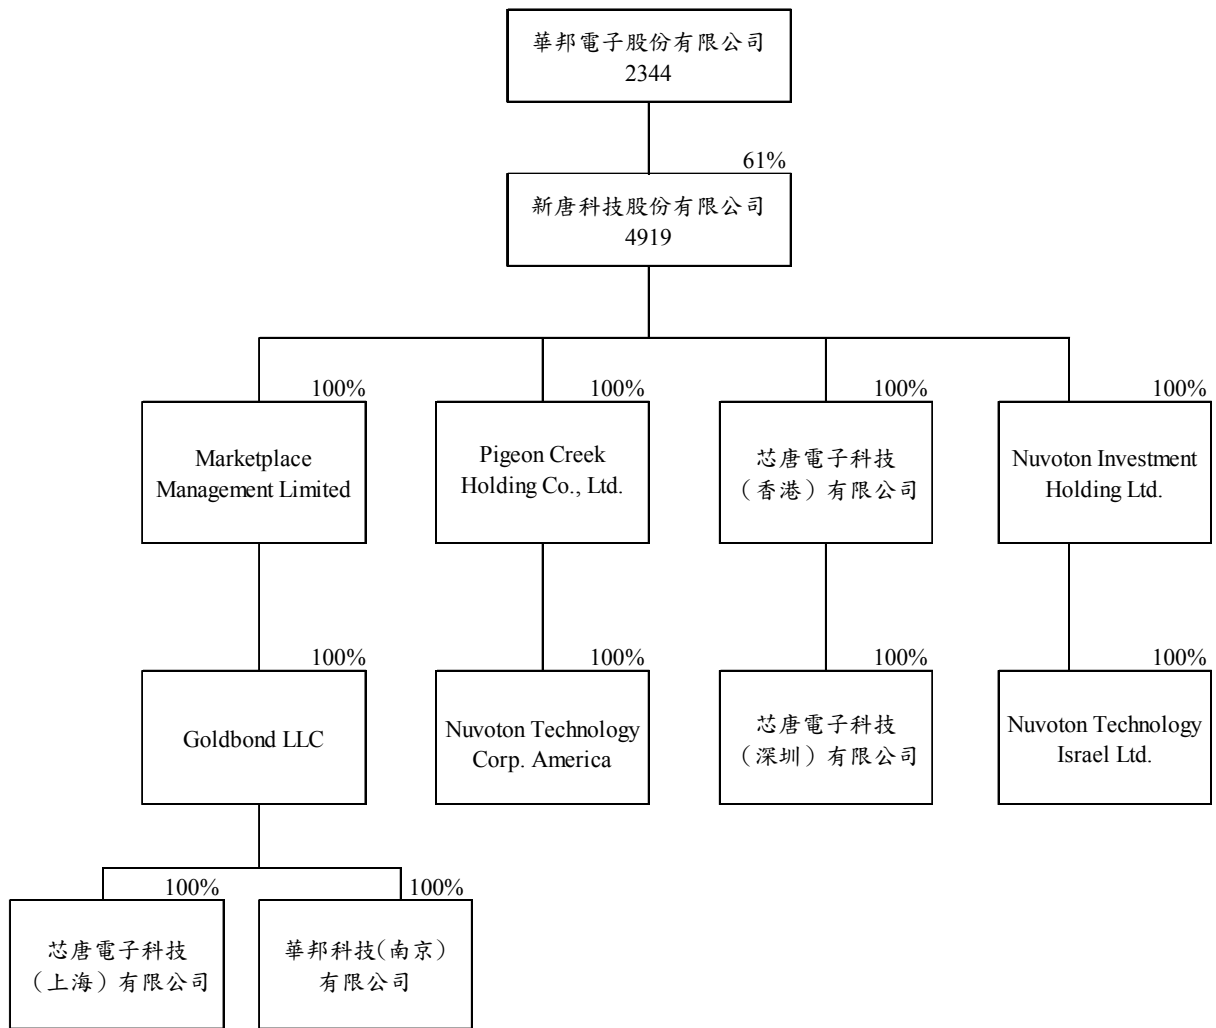 華邦電子股份有限公司
2344
61%
新唐科技股份有限公司
4919
100%
100%
100%
100%
Marketplace
Management Limited
Pigeon Creek
Holding Co., Ltd.
芯唐電子科技
（香港）有限公司
Nuvoton Investment
Holding Ltd.
100%
100%
100%
100%
Goldbond LLC
Nuvoton Technology
Corp. America
芯唐電子科技
（深圳）有限公司
Nuvoton Technology
Israel Ltd.
100%
100%
芯唐電子科技
（上海）有限公司
華邦科技(南京)
有限公司